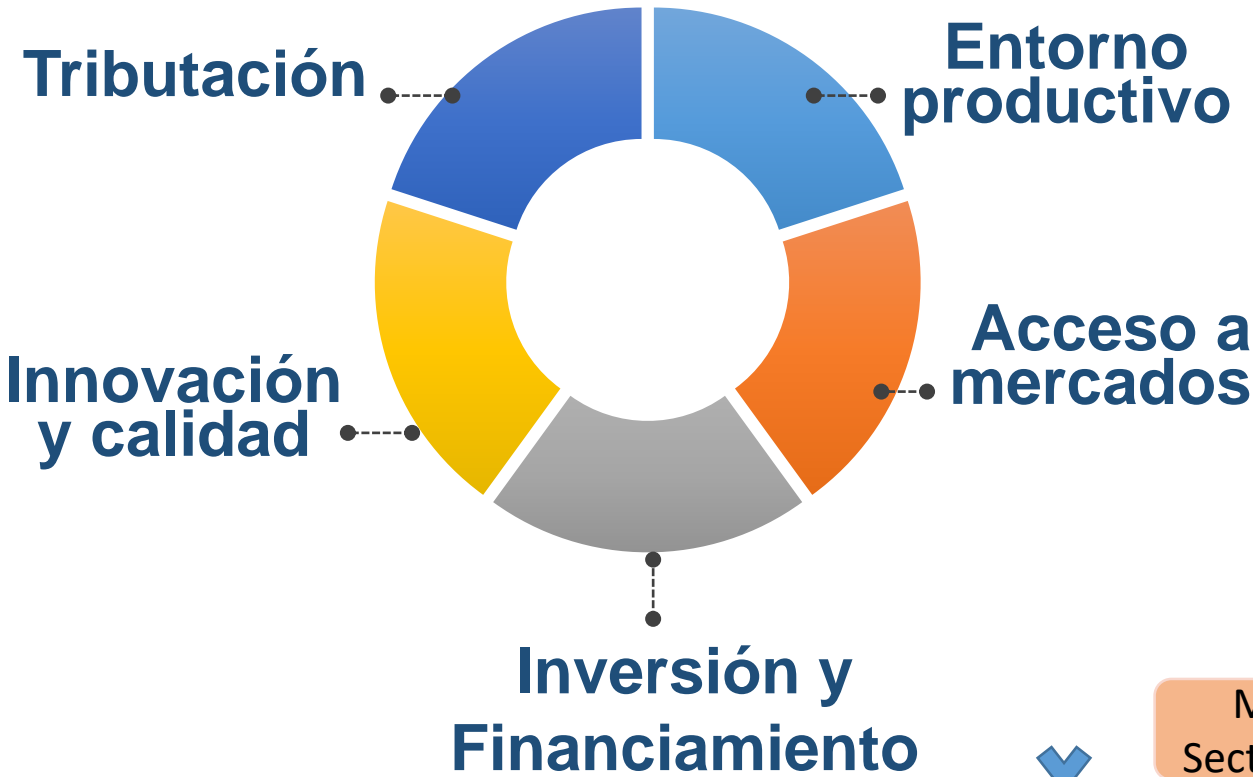 Tributación
Entorno
productivo
Acceso a
mercados
Innovación
y calidad
Inversión y
Financiamiento